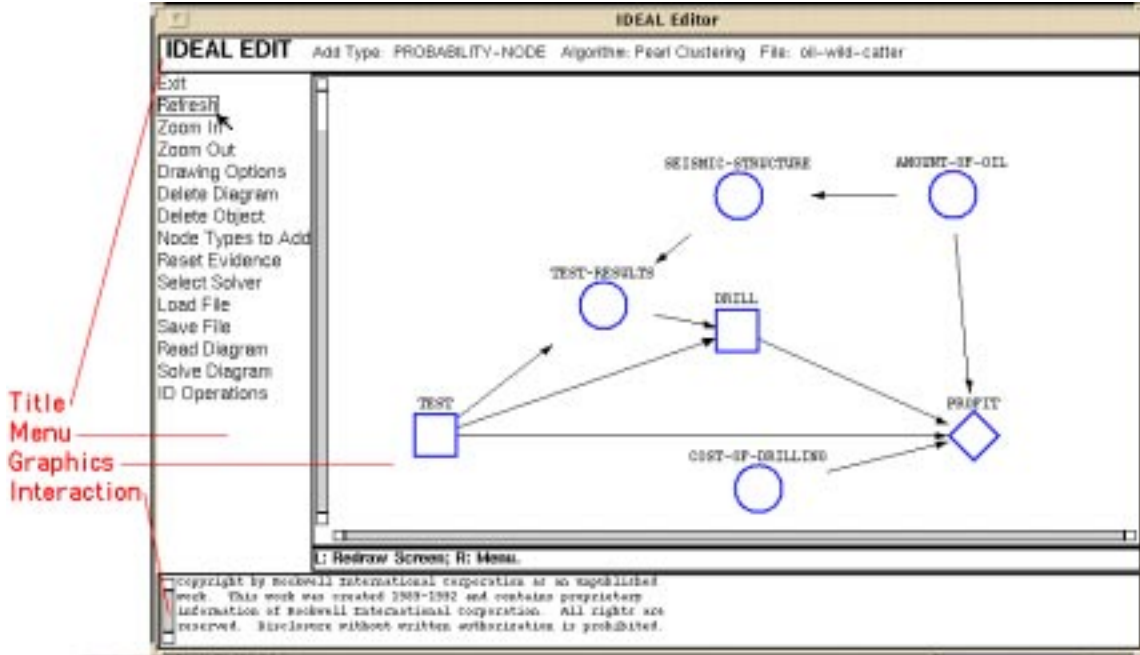 IDEAL Editor
IDEAL EDIT Add Type: PROBABILITY-NODE Algorithm: Pearl Clustering File: oil-wild-catter
Exit
Refresh
Zoom In
Zoom Out
Drawing Options
Delete Diagram
Delete Object
Node Types to Add
Reset Evidence
Select Solver
Load File
Save File
Read Diagram
Solve Diagram
ID Operations
SEISMIC-STRUCTURE
AMOUNT-OF-OIL
TEST-RESULTS
DRILL
TEST
PROFIT
COST-OF-DRILLING
Title
Menu
Graphics
Interaction
L: Redraw Screen; R: Menu.
Copyright by Rockwell International Corporation as an unpublished
work. This work was created 1989-1992 and contains proprietary
information of Rockwell International Corporation. All rights are
reserved. Disclosure without written authorization is prohibited.